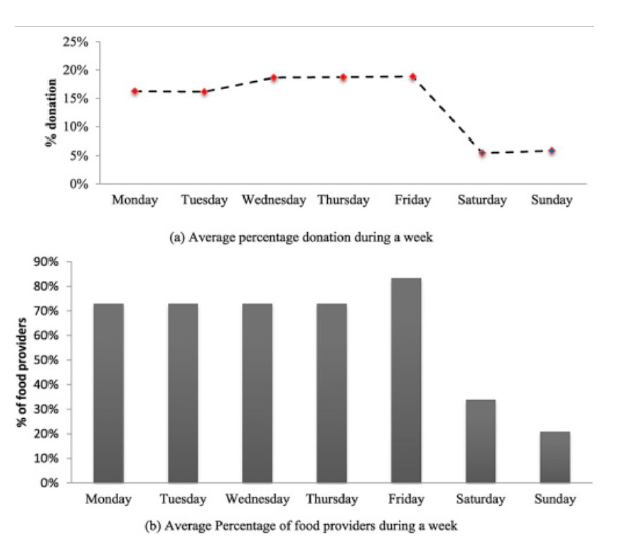 25%
20%
15%
10%
5%
0%
% donation
Monday Tuesday Wednesday Thursday Friday Saturday Sunday
(a) Average percentage donation during a week
90%
80%
70%
60%
50%
40%
30%
20%
10%
0%
% of food providers
Monday Tuesday Wednesday Thursday Friday Saturday Sunday
(b) Average Percentage of food providers during a week